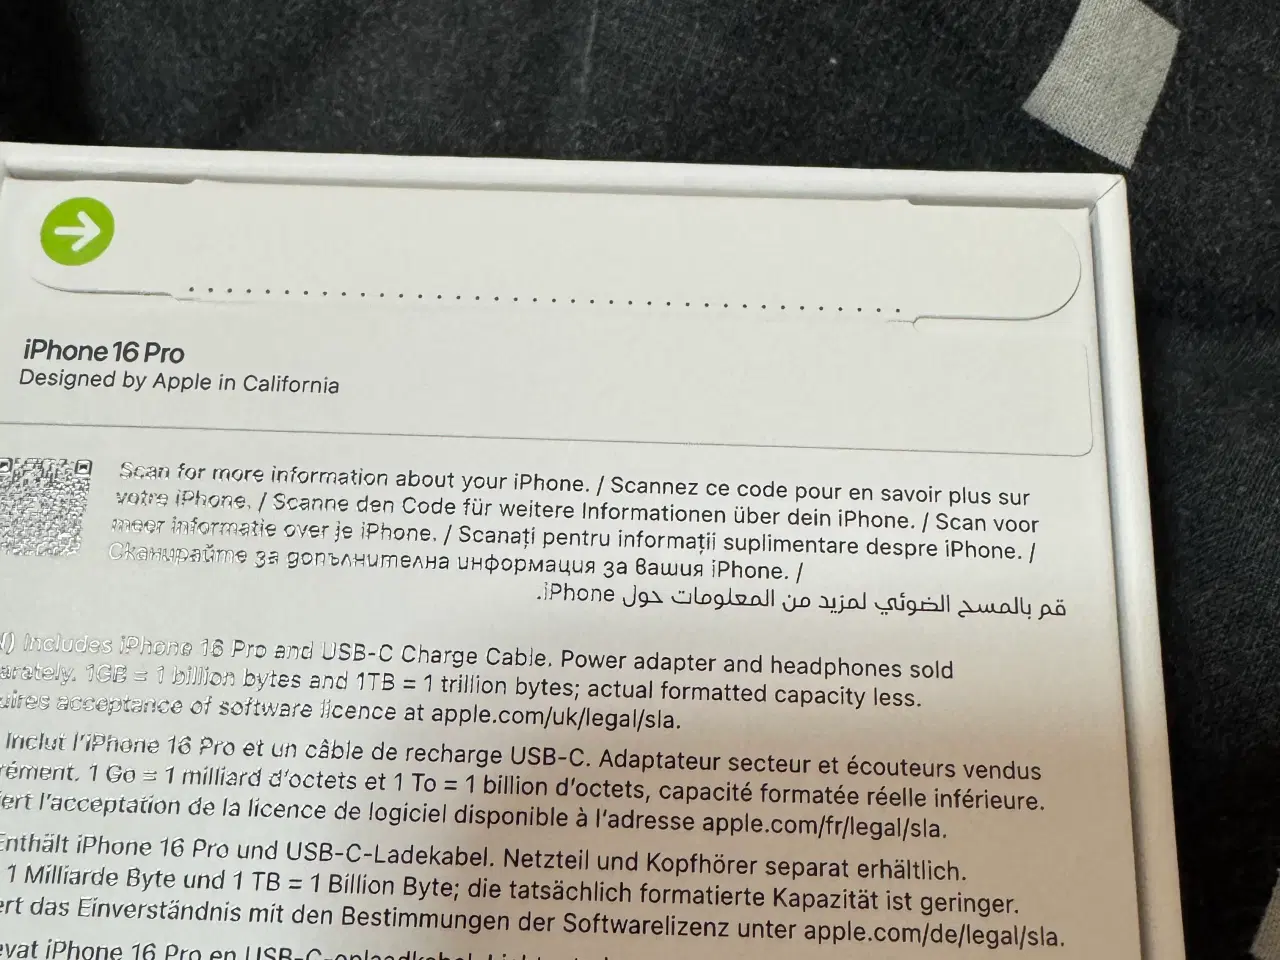 iPhone 16 Pro
Designed by Apple in California
Scan for more information about your iPhone. / Scannez ce code pour en savoir plus sur
votre iPhone. / Scanne den Code für weitere Informationen über dein iPhone. / Scan voor
meer informatie over je iPhone. / Scanați pentru informații suplimentare despre iPhone. /
Сканирайте за допълнителна информация за вашия iPhone. /
قم بالمسح الضوئي لمزيد من المعلومات حول iPhone.
Includes iPhone 16 Pro and USB-C Charge Cable. Power adapter and headphones sold
1GB = 1 billion bytes and 1TB = 1 trillion bytes; actual formatted capacity less.
acceptance of software licence at apple.com/uk/legal/sla.
Inclut l'iPhone 16 Pro et un câble de recharge USB-C. Adaptateur secteur et écouteurs vendus
1 Go = 1 milliard d'octets et 1 To = 1 billion d'octets, capacité formatée réelle inférieure.
l'acceptation de la licence de logiciel disponible à l'adresse apple.com/fr/legal/sla.
Enthält iPhone 16 Pro und USB-C-Ladekabel. Netzteil und Kopfhörer separat erhältlich.
1 Milliarde Byte und 1 TB = 1 Billion Byte; die tatsächlich formatierte Kapazität ist geringer.
das Einverständnis mit den Bestimmungen der Softwarelizenz unter apple.com/de/legal/sla.
iPhone 16 Pro en USB-C-oplaadkabel.